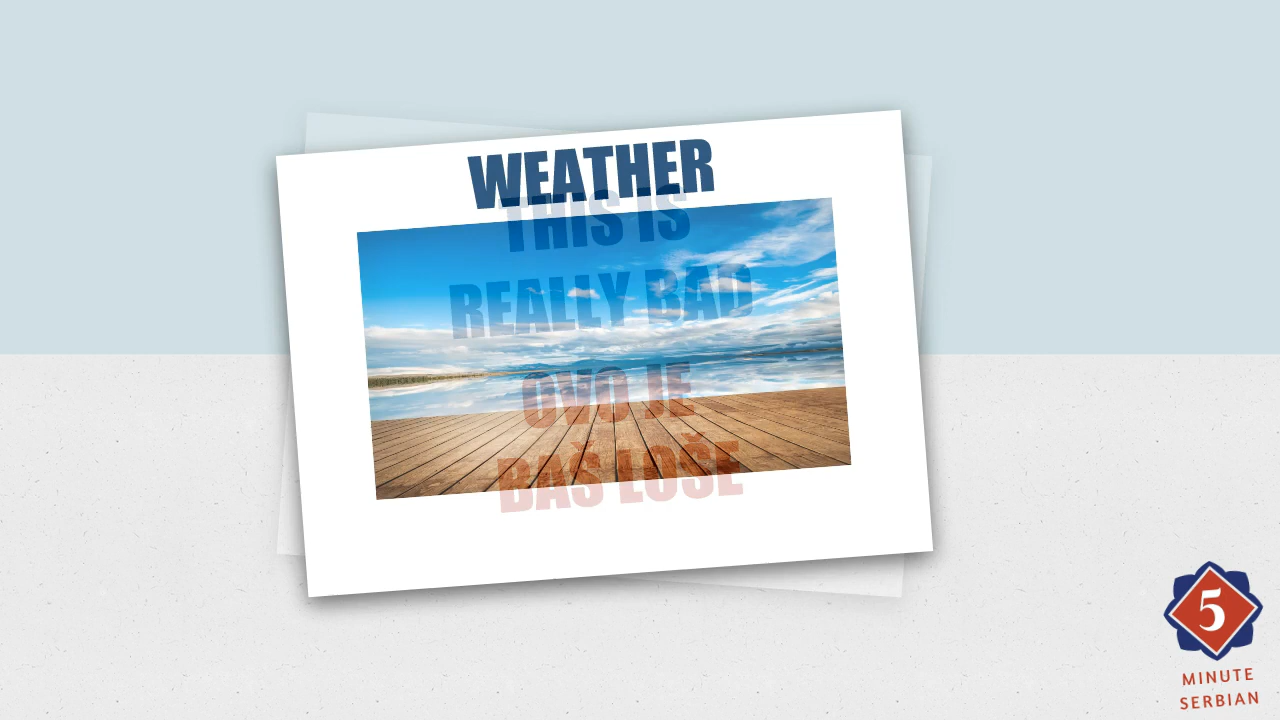 WEATHER
THIS IS
REALLY BAD
OVO JE
BAŠ LOŠE
5
MINUTE
SERBIAN